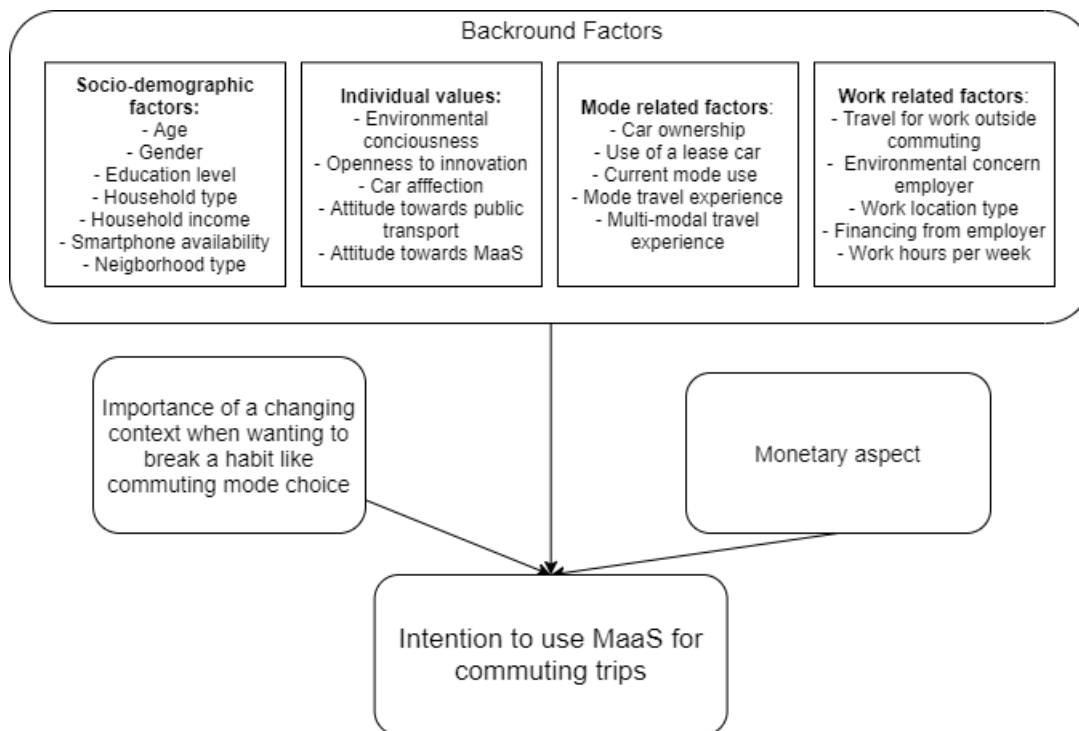 Backround Factors
Socio-demographic
factors:
- Age
- Gender
- Education level
- Household type
- Household income
- Smartphone availability
- Neigborhood type
Individual values:
- Environmental
conciousness
- Openness to innovation
- Car afffection
- Attitude towards public
transport
- Attitude towards MaaS
Mode related factors:
- Car ownership
- Use of a lease car
- Current mode use
- Mode travel experience
- Multi-modal travel
experience
Work related factors:
- Travel for work outside
commuting
- Environmental concern
employer
- Work location type
- Financing from employer
- Work hours per week
Importance of a changing
context when wanting to
break a habit like
commuting mode choice
Monetary aspect
Intention to use MaaS for
commuting trips